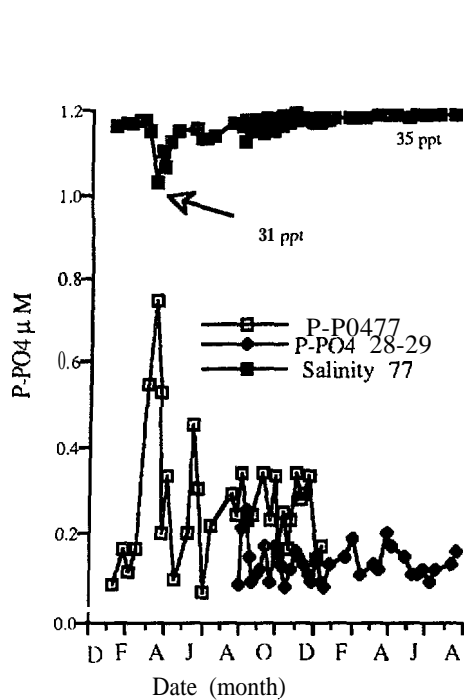 1.2
35 ppt
1.0
31 ppt
0.8
P-PO4 µ M
P-P0477
P-PO4 28-29
0.6
Salinity 77
0.4
0.2
0.0
D F A J A O D F A J A
Date (month)